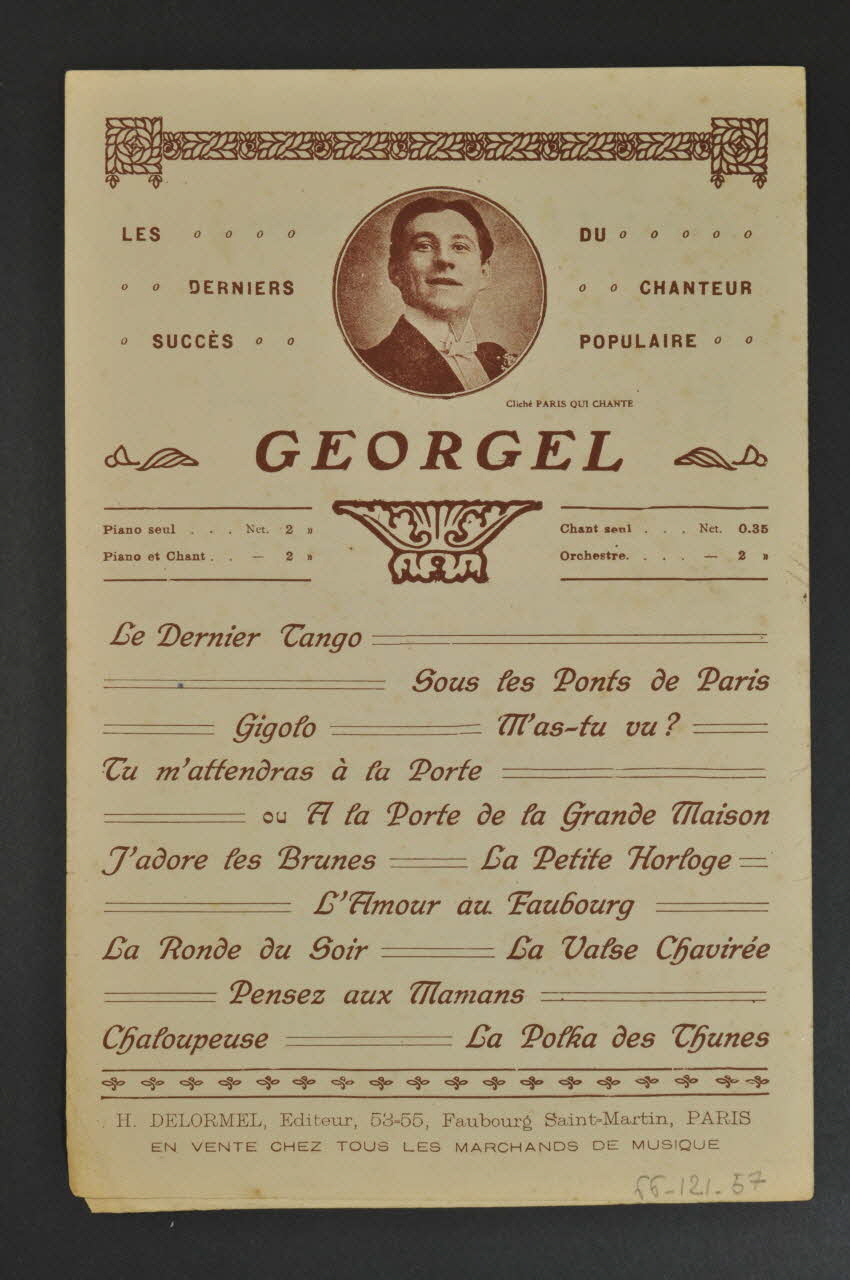 LES o o o o
o o DERNIERS
o SUCCÈS o o
DU o o o o o
o o CHANTEUR
POPULAIRE o o
Cliché PARIS QUI CHANTE
GEORGEL
Piano seul . . . Net. 2 »
Piano et Chant . . — 2 »
Chant seul . . . Net. 0.35
Orchestre. . . . — 2 »
Le Dernier Tango
Sous les Ponts de Paris
Gigolo M'as-tu vu ?
Tu m'attendras à la Porte
ou A la Porte de la Grande Maison
J'adore les Brunes La Petite Horloge
L'Amour au Faubourg
La Ronde du Soir La Valse Chavirée
Pensez aux Mamans
Chaloupeuse La Polka des Thunes
H. DELORMEL, Editeur, 53-55, Faubourg Saint-Martin, PARIS
EN VENTE CHEZ TOUS LES MARCHANDS DE MUSIQUE
66-121-57